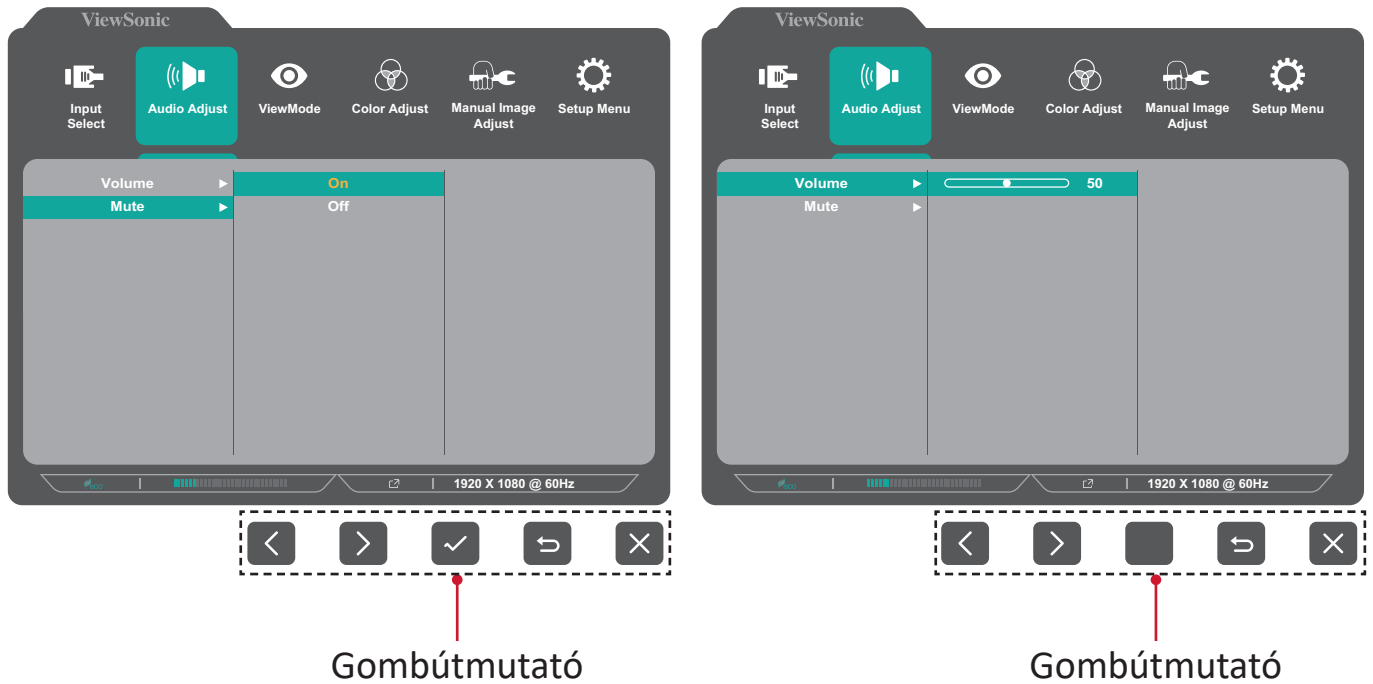 ViewSonic
Input
Select
Audio Adjust
ViewMode
Color Adjust
Manual Image
Adjust
Setup Menu
Volume
On
Mute
Off
eco
1920 X 1080 @ 60Hz
Gombútmutató
ViewSonic
Input
Select
Audio Adjust
ViewMode
Color Adjust
Manual Image
Adjust
Setup Menu
Volume
50
Mute
eco
1920 X 1080 @ 60Hz
Gombútmutató